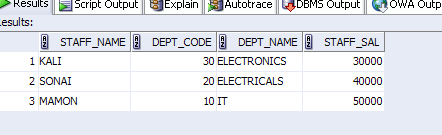 Results Script Output Explain Autotrace DBMS Output OWA Output
Results:
STAFF_NAME DEPT_CODE DEPT_NAME STAFF_SAL
1 KALI 30 ELECTRONICS 30000
2 SONAI 20 ELECTRICALS 40000
3 MAMON 10 IT 50000